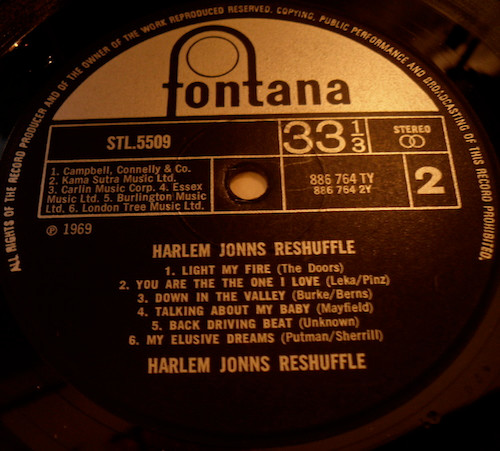 ALL RIGHTS OF THE RECORD PRODUCER AND OF THE OWNER OF THE WORK REPRODUCED RESERVED. COPYING, PUBLIC PERFORMANCE AND BROADCASTING OF THIS RECORD PROHIBITED.
fontana
STL.5509
33 1/3
STEREO
1. Campbell, Connelly & Co.
2. Kama Sutra Music Ltd.
3. Carlin Music Corp. 4. Essex
Music Ltd. 5. Burlington Music
Ltd. 6. London Tree Music Ltd.
886 764 TY
886 764 2Y
2
℗ 1969
HARLEM JONNS RESHUFFLE
1. LIGHT MY FIRE (The Doors)
2. YOU ARE THE THE ONE I LOVE (Leka/Pinz)
3. DOWN IN THE VALLEY (Burke/Berns)
4. TALKING ABOUT MY BABY (Mayfield)
5. BACK DRIVING BEAT (Unknown)
6. MY ELUSIVE DREAMS (Putman/Sherrill)
HARLEM JONNS RESHUFFLE